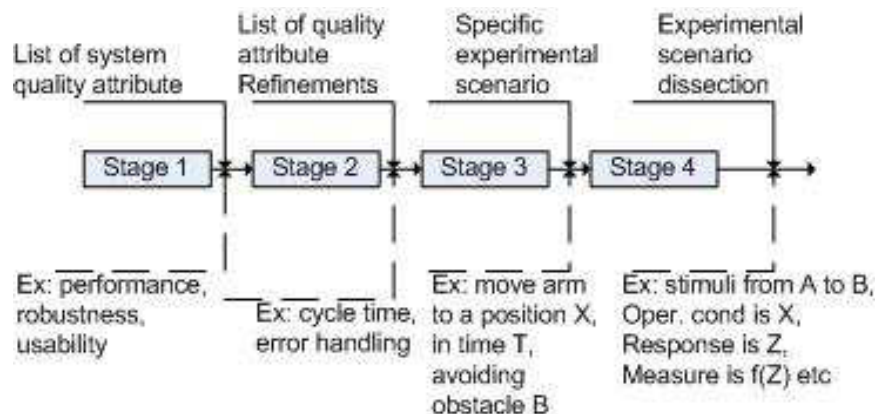 List of system
quality attribute
List of quality
attribute
Refinements
Specific
experimental
scenario
Experimental
scenario
dissection
Stage 1
Stage 2
Stage 3
Stage 4
Ex: performance,
robustness,
usability
Ex: cycle time,
error handling
Ex: move arm
to a position X,
in time T,
avoiding
obstacle B
Ex: stimuli from A to B,
Oper. cond is X,
Response is Z,
Measure is f(Z) etc